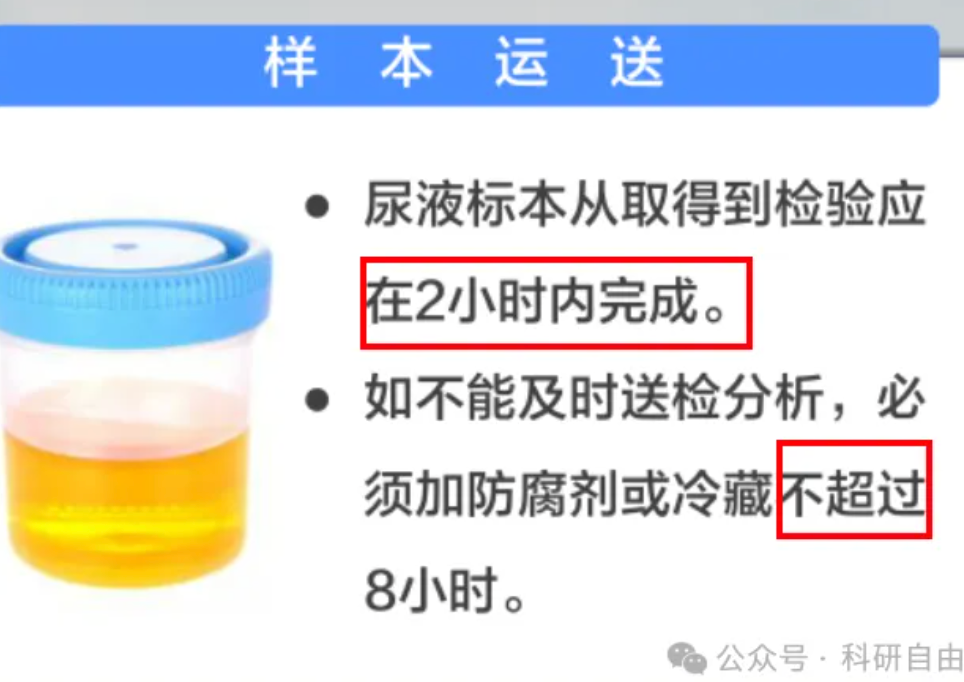 样 本 运 送
尿液标本从取得到检验应
在2小时内完成。
如不能及时送检分析，必
须加防腐剂或冷藏不超过
8小时。
公众号 · 科研自由